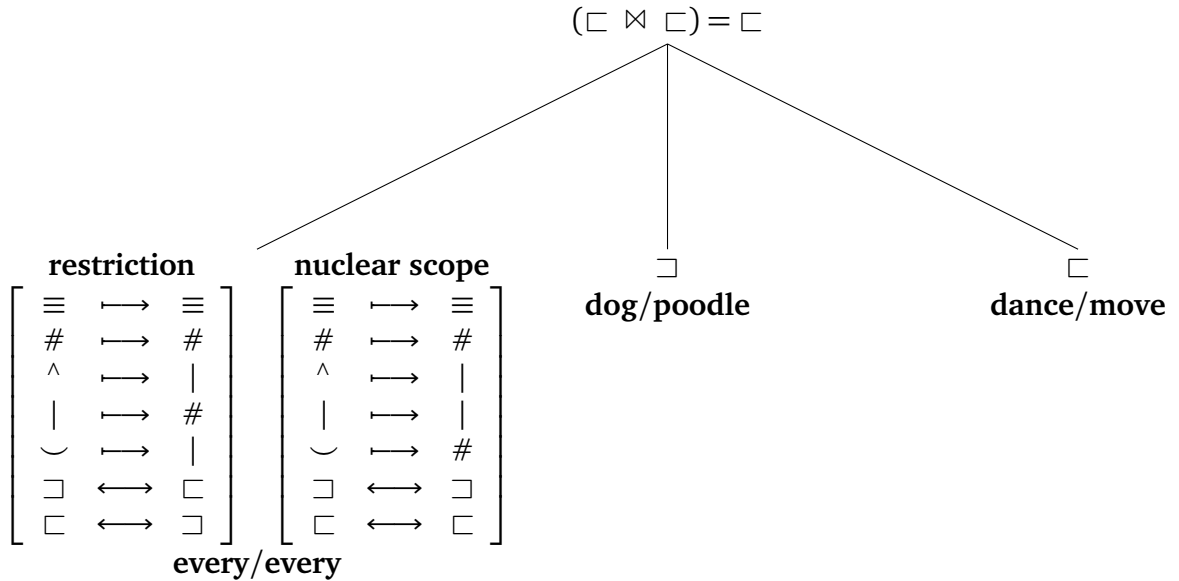 (⊏ ⋈ ⊏) = ⊏
restriction nuclear scope ⊐ ⊏
≡ ⟼ ≡ ≡ ⟼ ≡ dog/poodle dance/move
# ⟼ # # ⟼ #
^ ⟼ | ^ ⟼ |
| ⟼ # | ⟼ |
⌣ ⟼ | ⌣ ⟼ #
⊐ ⟷ ⊏ ⊐ ⟷ ⊐
⊏ ⟷ ⊐ ⊏ ⟷ ⊏
every/every